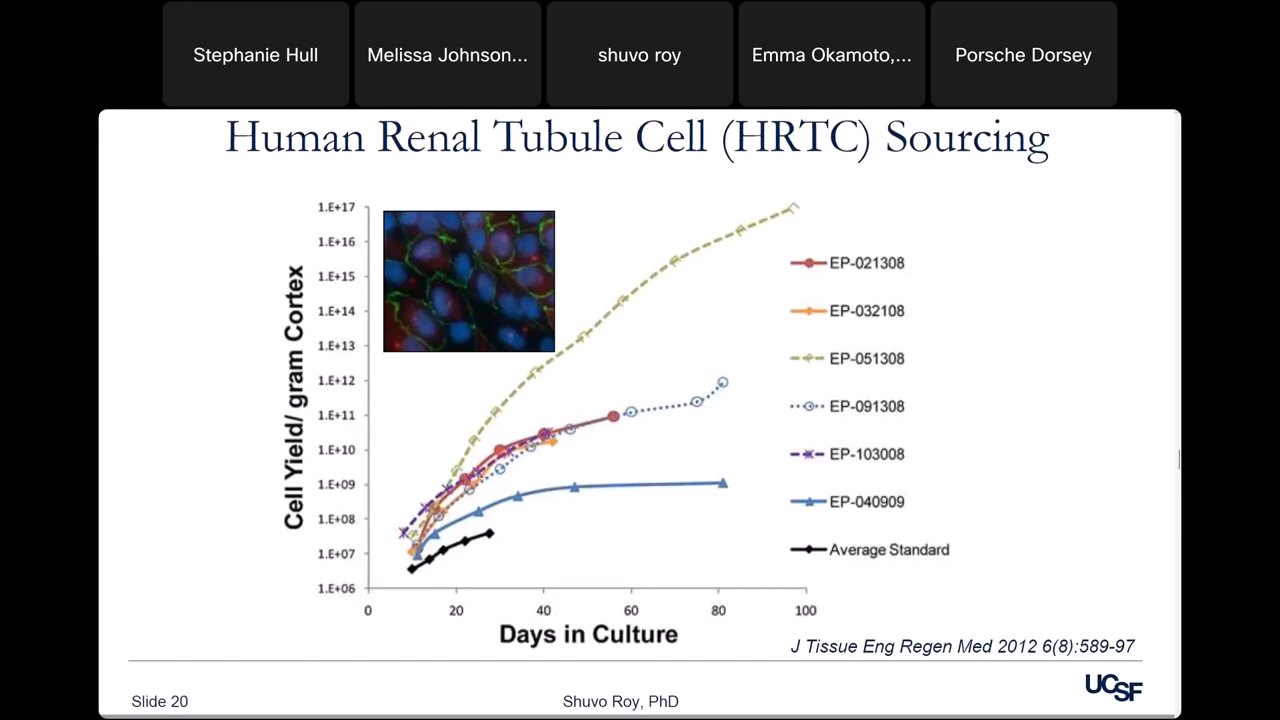 Stephanie Hull
Melissa Johnson...
shuvo roy
Emma Okamoto,...
Porsche Dorsey
Human Renal Tubule Cell (HRTC) Sourcing
Cell Yield/ gram Cortex
1.E+17
1.E+16
1.E+15
1.E+14
1.E+13
1.E+12
1.E+11
1.E+10
1.E+09
1.E+08
1.E+07
1.E+06
0 20 40 60 80 100
Days in Culture
EP-021308
EP-032108
EP-051308
EP-091308
EP-103008
EP-040909
Average Standard
J Tissue Eng Regen Med 2012 6(8):589-97
Slide 20
Shuvo Roy, PhD
UCSF